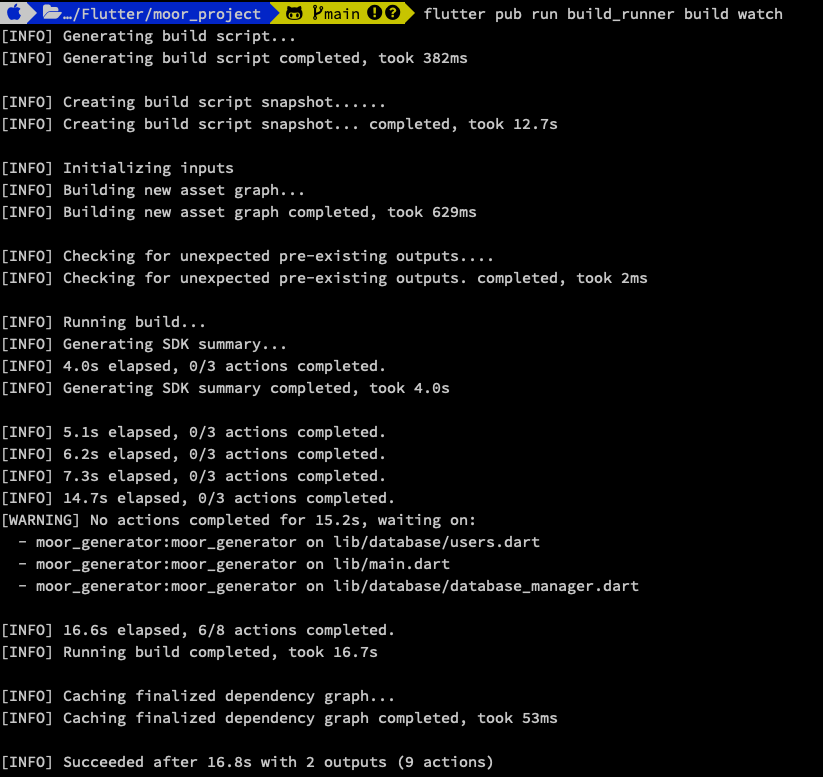 …/Flutter/moor_project main flutter pub run build_runner build watch
[INFO] Generating build script...
[INFO] Generating build script completed, took 382ms
[INFO] Creating build script snapshot......
[INFO] Creating build script snapshot... completed, took 12.7s
[INFO] Initializing inputs
[INFO] Building new asset graph...
[INFO] Building new asset graph completed, took 629ms
[INFO] Checking for unexpected pre-existing outputs....
[INFO] Checking for unexpected pre-existing outputs. completed, took 2ms
[INFO] Running build...
[INFO] Generating SDK summary...
[INFO] 4.0s elapsed, 0/3 actions completed.
[INFO] Generating SDK summary completed, took 4.0s
[INFO] 5.1s elapsed, 0/3 actions completed.
[INFO] 6.2s elapsed, 0/3 actions completed.
[INFO] 7.3s elapsed, 0/3 actions completed.
[INFO] 14.7s elapsed, 0/3 actions completed.
[WARNING] No actions completed for 15.2s, waiting on:
- moor_generator:moor_generator on lib/database/users.dart
- moor_generator:moor_generator on lib/main.dart
- moor_generator:moor_generator on lib/database/database_manager.dart
[INFO] 16.6s elapsed, 6/8 actions completed.
[INFO] Running build completed, took 16.7s
[INFO] Caching finalized dependency graph...
[INFO] Caching finalized dependency graph completed, took 53ms
[INFO] Succeeded after 16.8s with 2 outputs (9 actions)